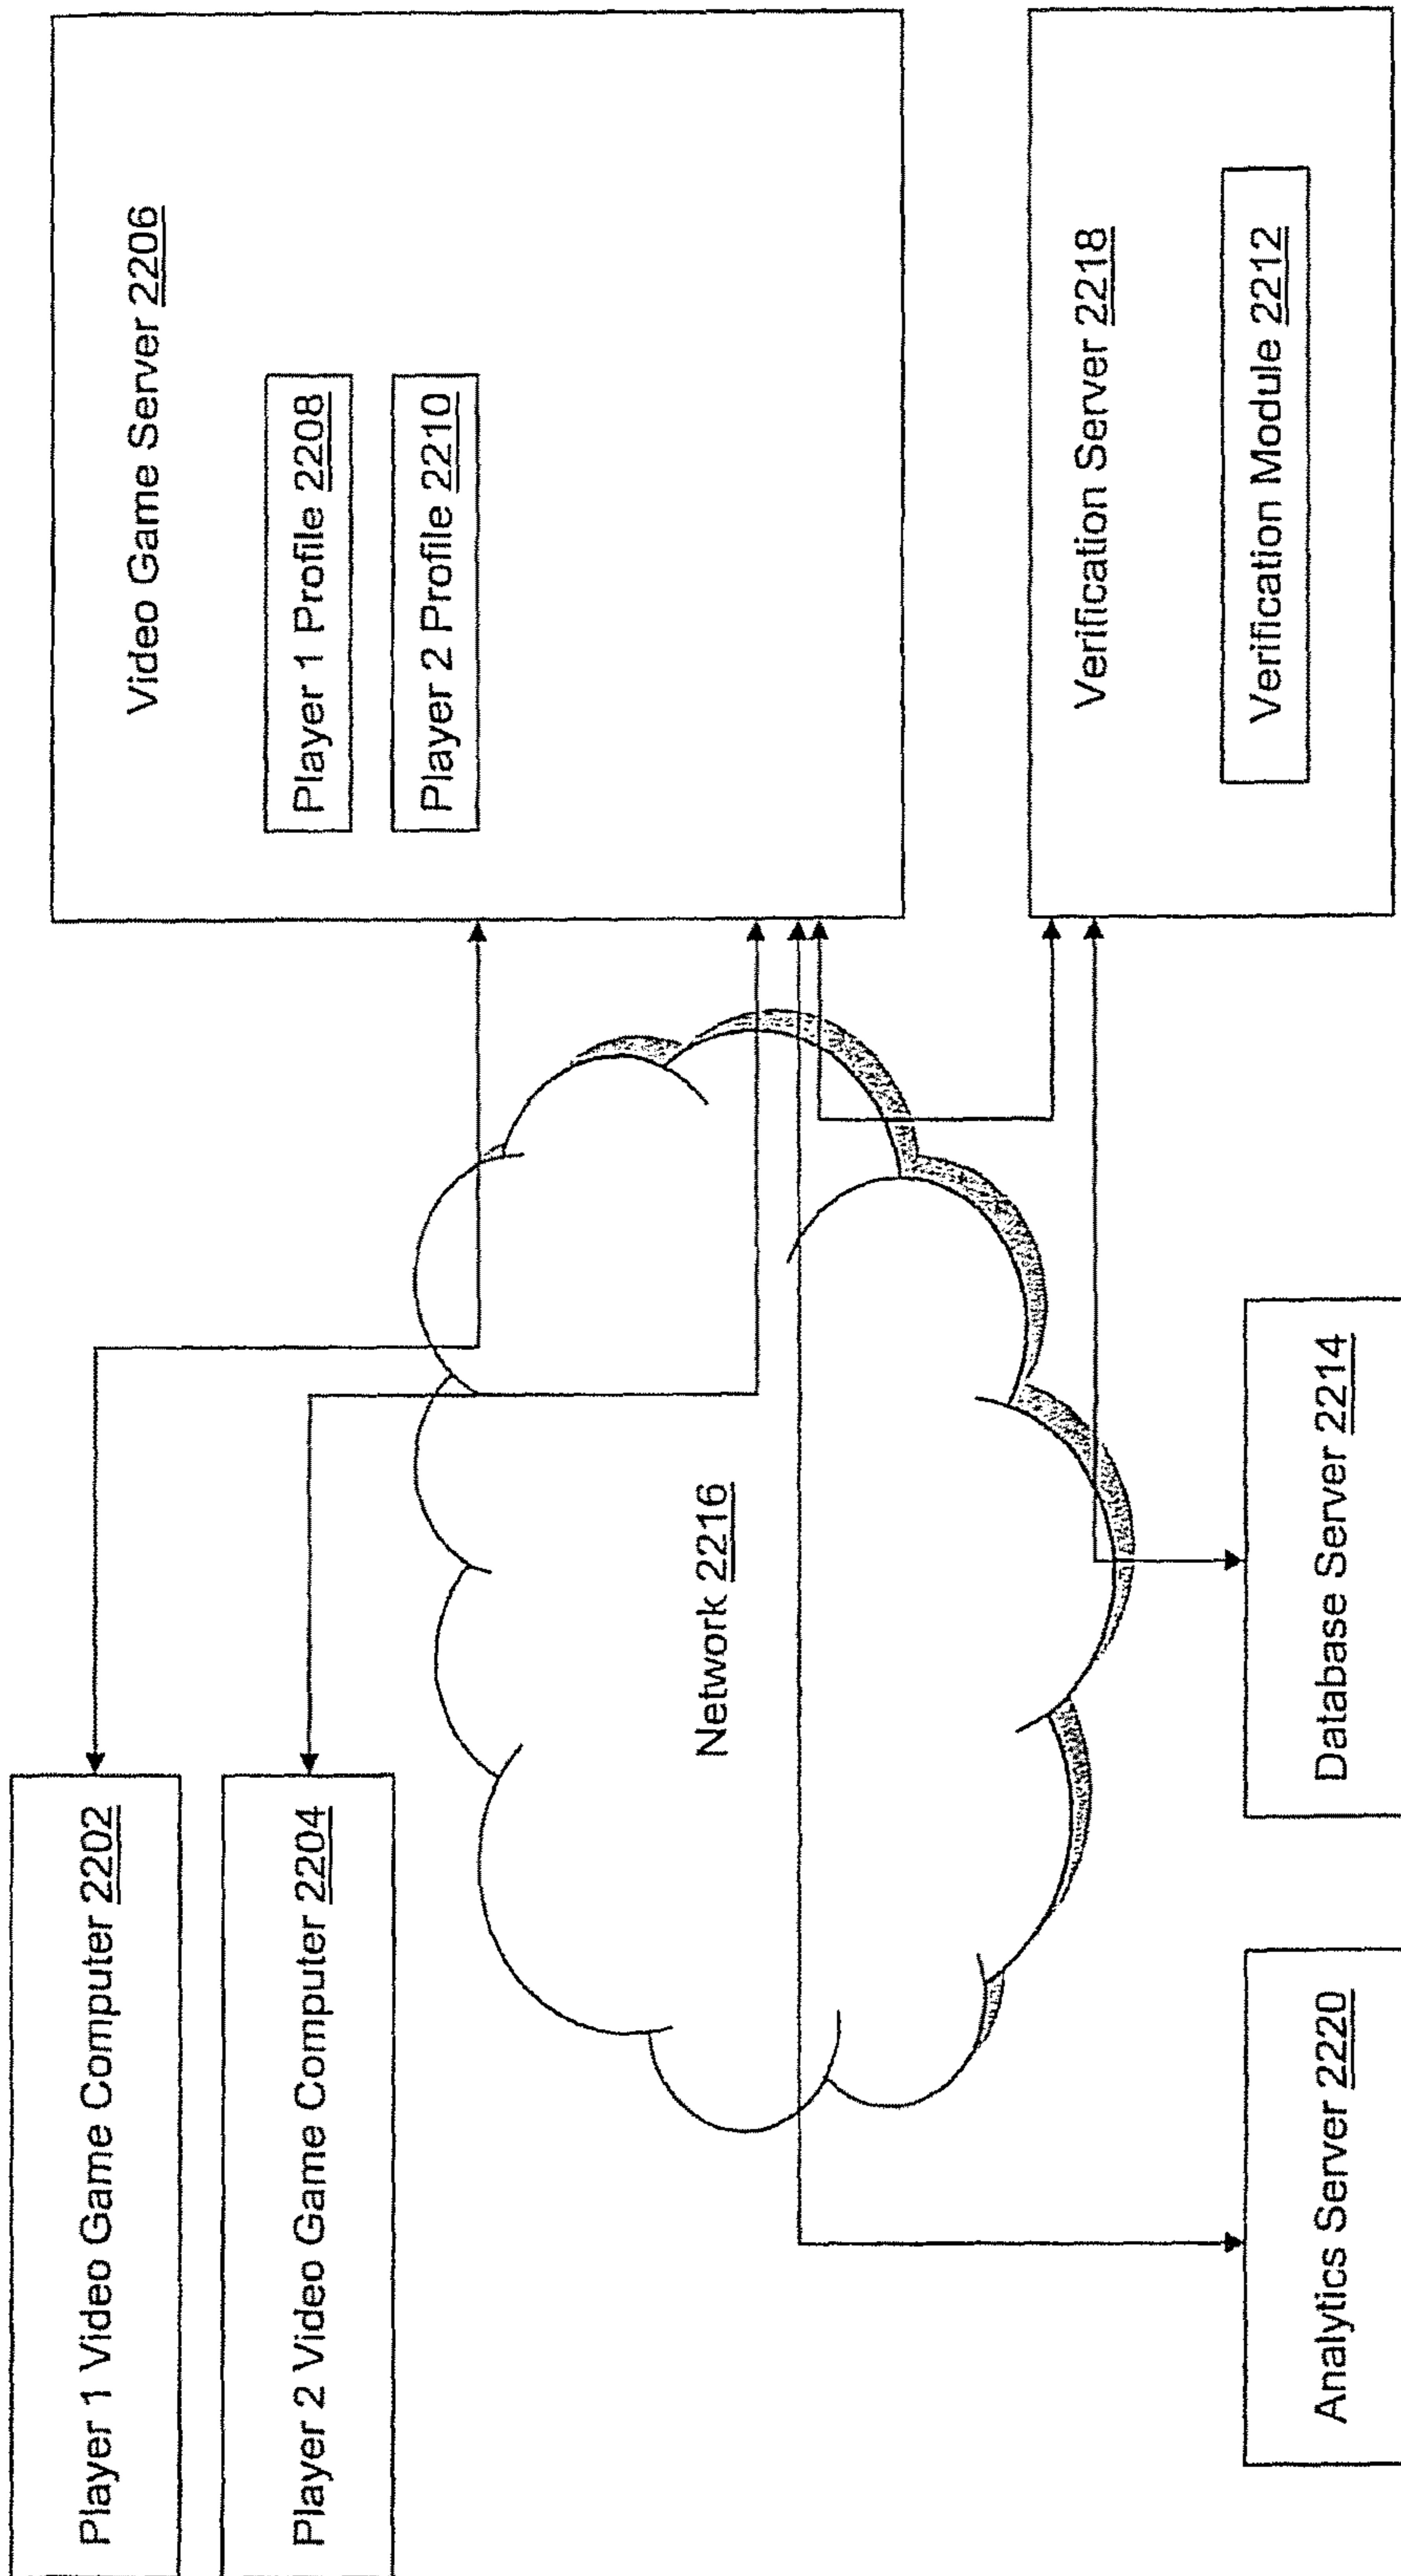 Player 1 Video Game Computer 2202
Player 2 Video Game Computer 2204
Video Game Server 2206
Player 1 Profile 2208
Player 2 Profile 2210
Network 2216
Verification Server 2218
Verification Module 2212
Analytics Server 2220
Database Server 2214